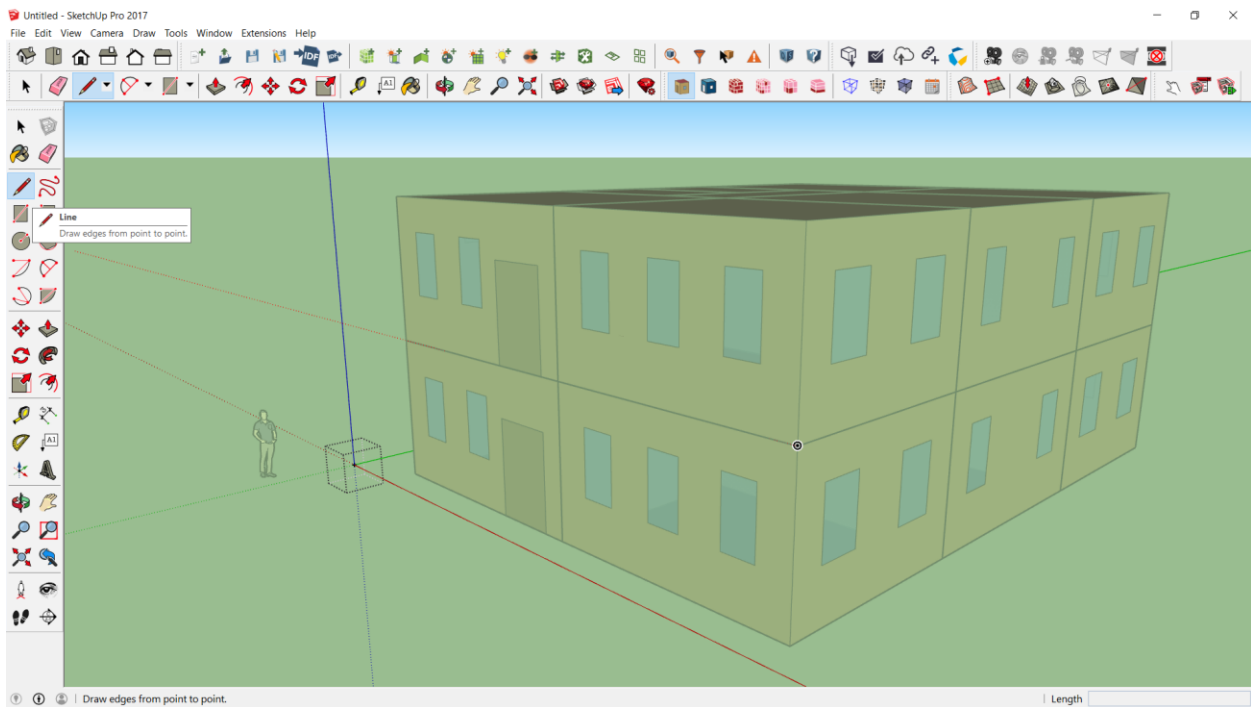 Untitled - SketchUp Pro 2017
File Edit View Camera Draw Tools Window Extensions Help
IDF
A1
Line
Draw edges from point to point.
A1
Draw edges from point to point.
Length